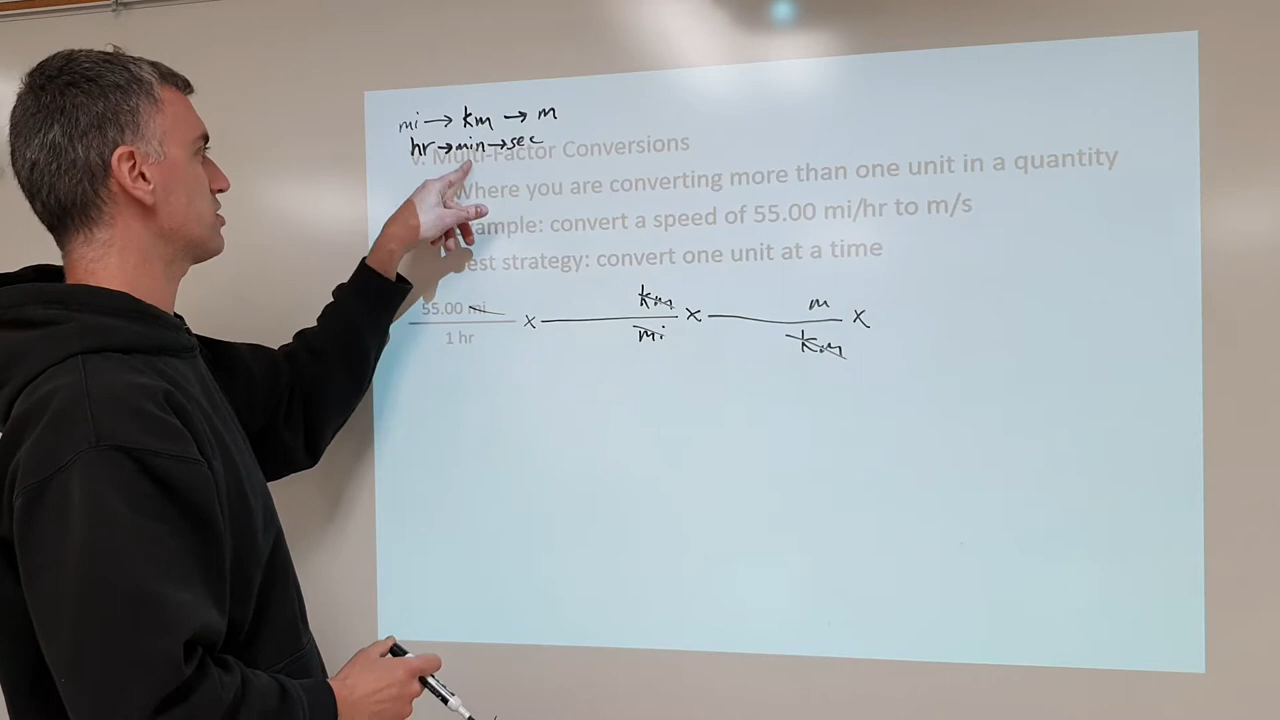 mi → km → m
hr → min → sec
Multi-Factor Conversions
Where you are converting more than one unit in a quantity
convert a speed of 55.00 mi/hr to m/s
strategy: convert one unit at a time
55.00 mi km m
× × ×
1 hr mi km